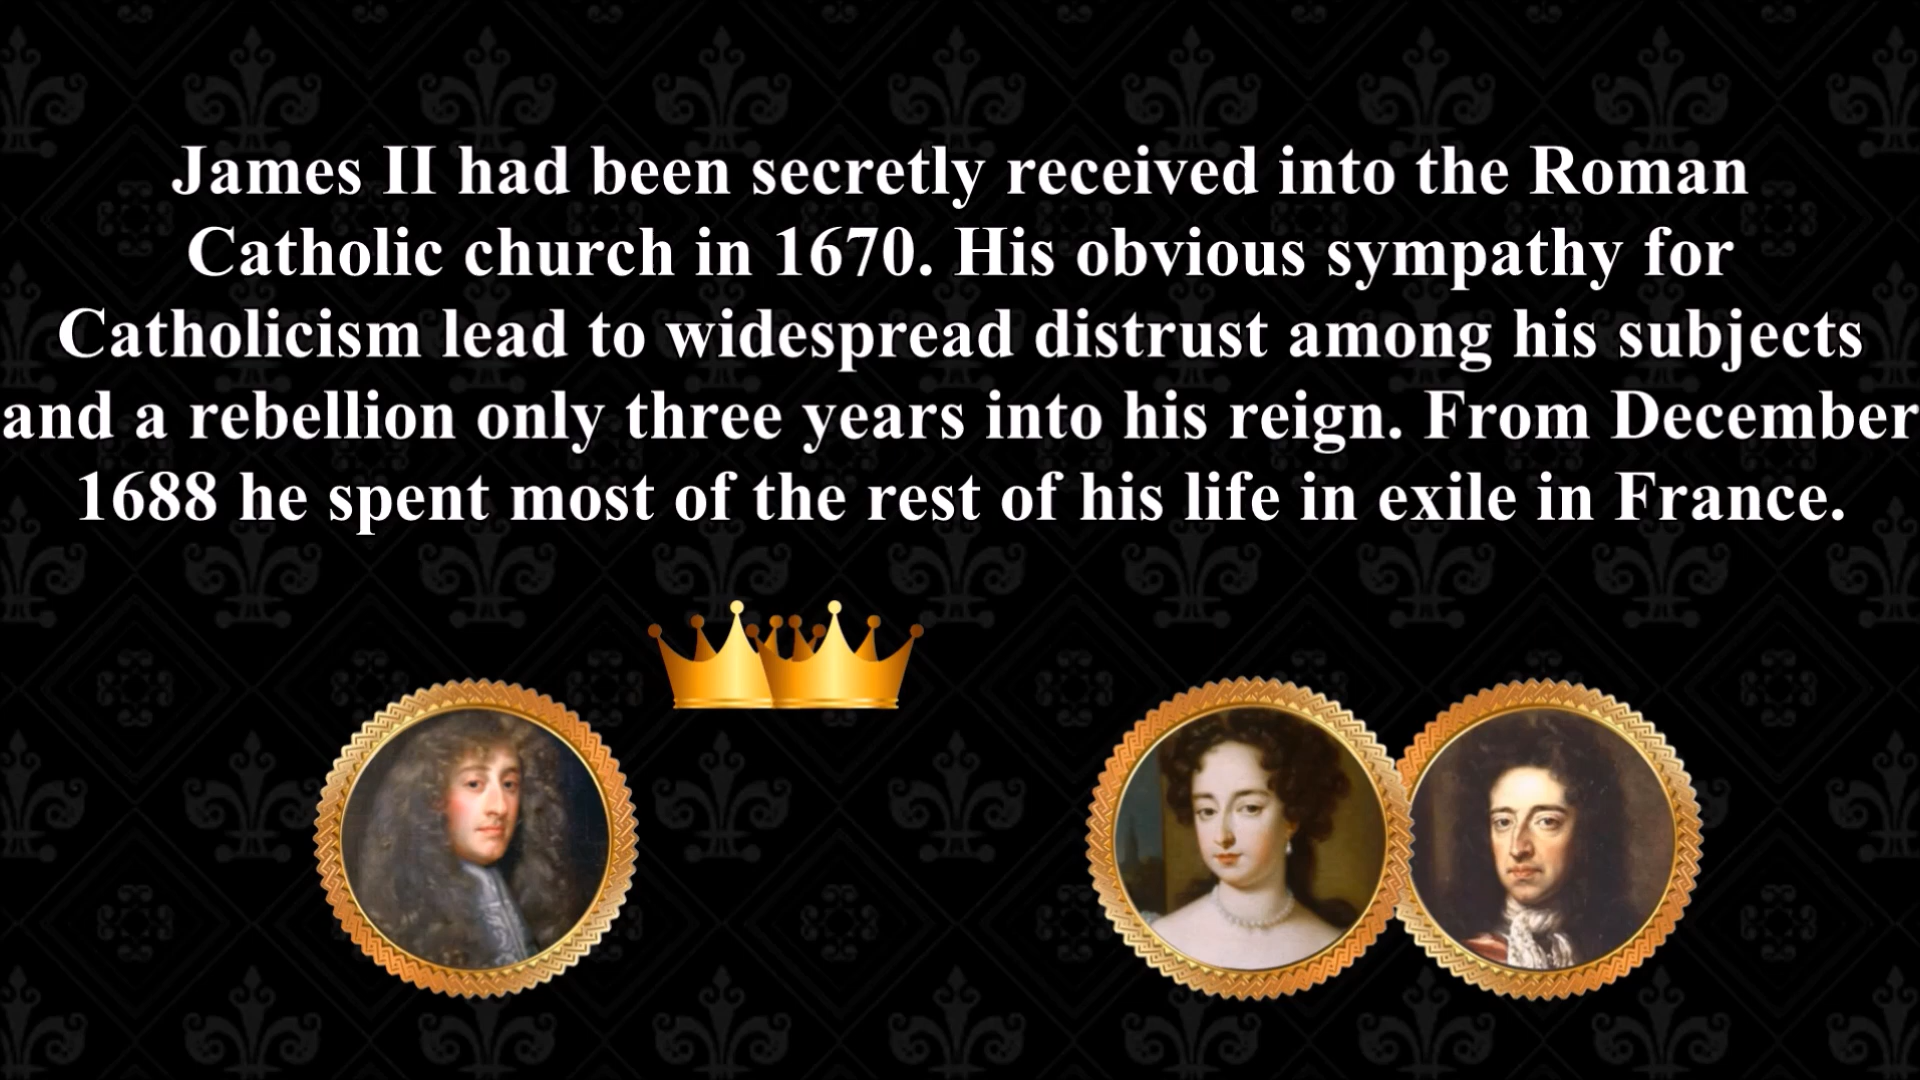 James II had been secretly received into the Roman
Catholic church in 1670. His obvious sympathy for
Catholicism lead to widespread distrust among his subjects
and a rebellion only three years into his reign. From December
1688 he spent most of the rest of his life in exile in France.